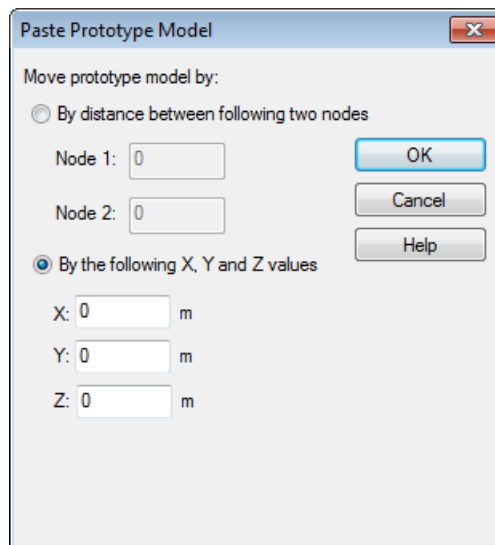 Paste Prototype Model
Move prototype model by:
By distance between following two nodes
Node 1: 0
OK
Node 2: 0
Cancel
Help
By the following X, Y and Z values
X: 0 m
Y: 0 m
Z: 0 m